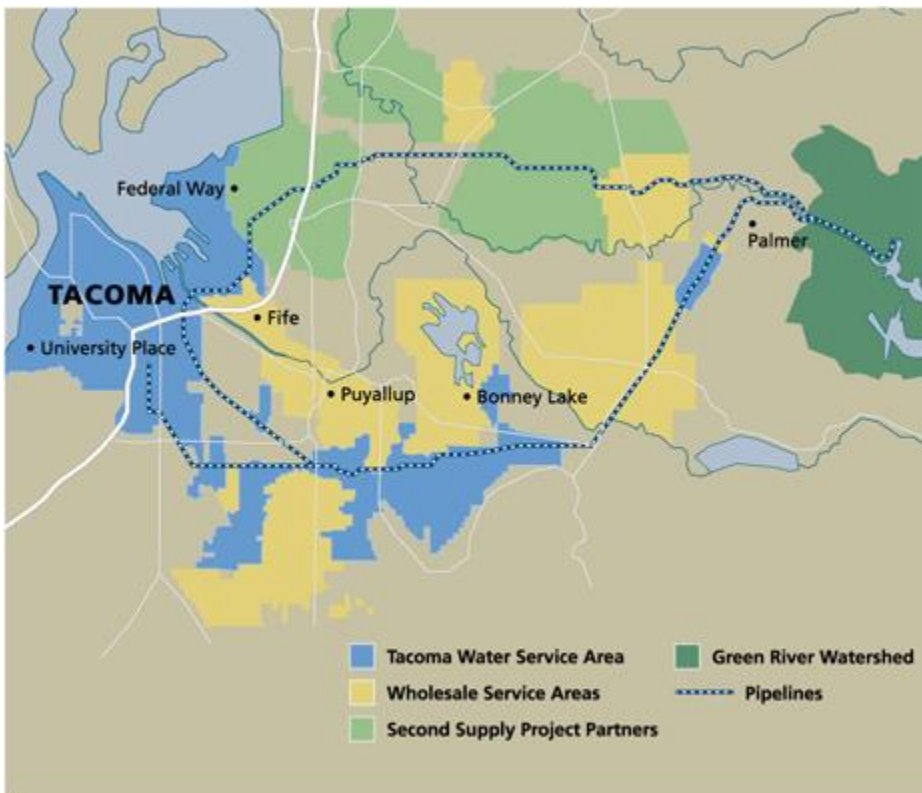 Federal Way
Palmer
TACOMA
Fife
University Place
Puyallup
Bonney Lake
Tacoma Water Service Area
Wholesale Service Areas
Second Supply Project Partners
Green River Watershed
Pipelines